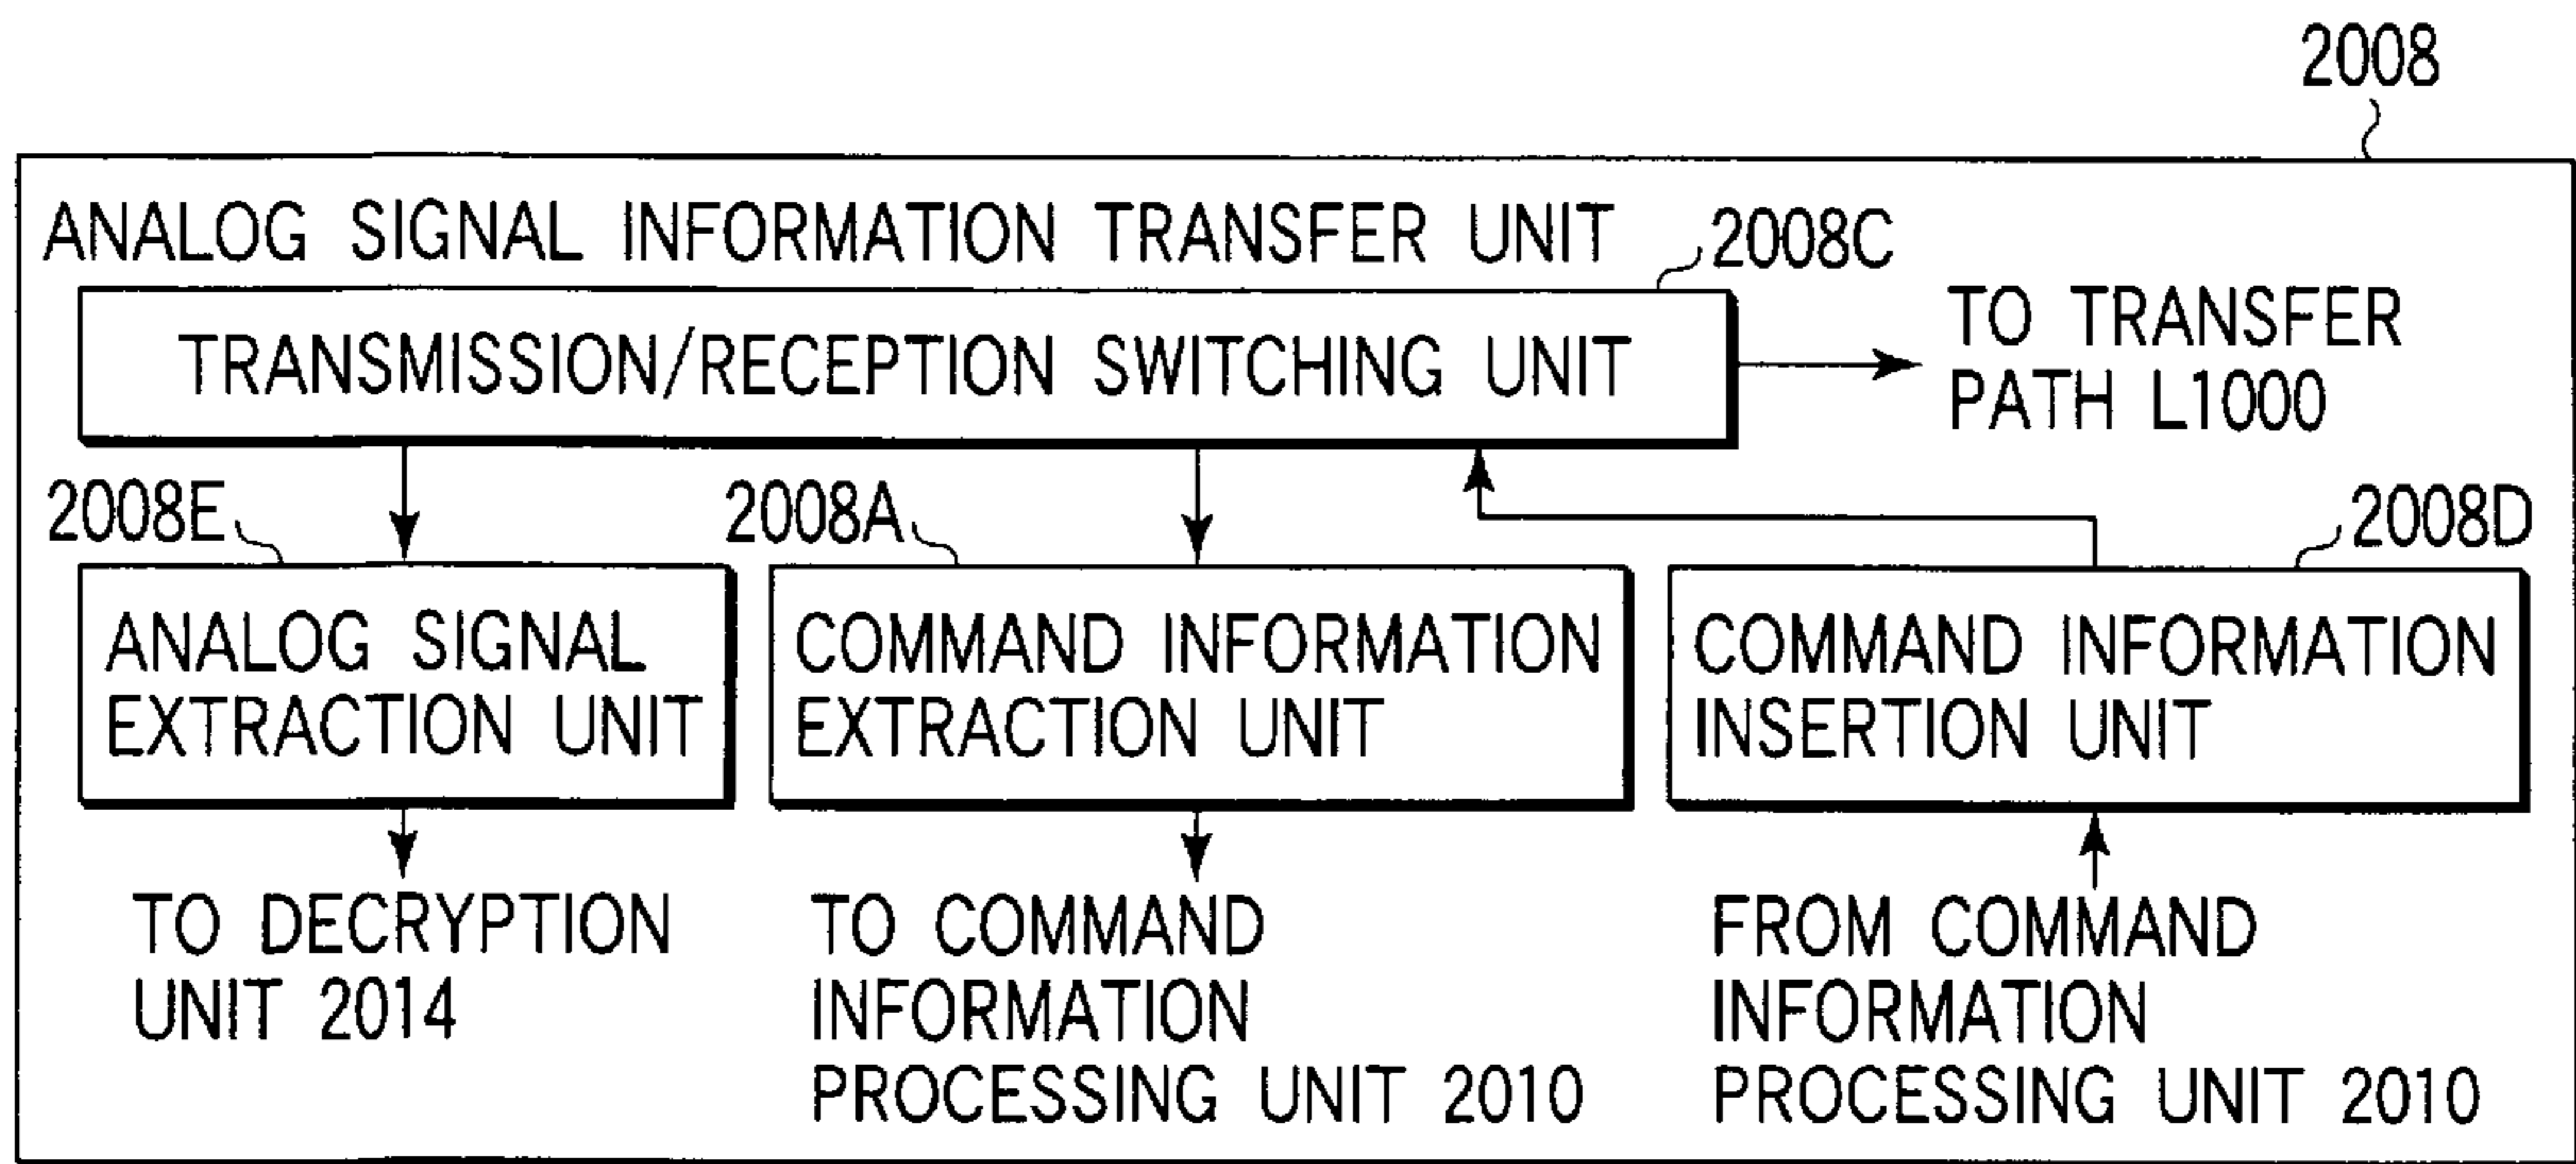 2008
ANALOG SIGNAL INFORMATION TRANSFER UNIT
2008C
TRANSMISSION/RECEPTION SWITCHING UNIT
TO TRANSFER
PATH L1000
2008E
ANALOG SIGNAL
EXTRACTION UNIT
2008A
COMMAND INFORMATION
EXTRACTION UNIT
2008D
COMMAND INFORMATION
INSERTION UNIT
TO DECRYPTION
UNIT 2014
TO COMMAND
INFORMATION
PROCESSING UNIT 2010
FROM COMMAND
INFORMATION
PROCESSING UNIT 2010